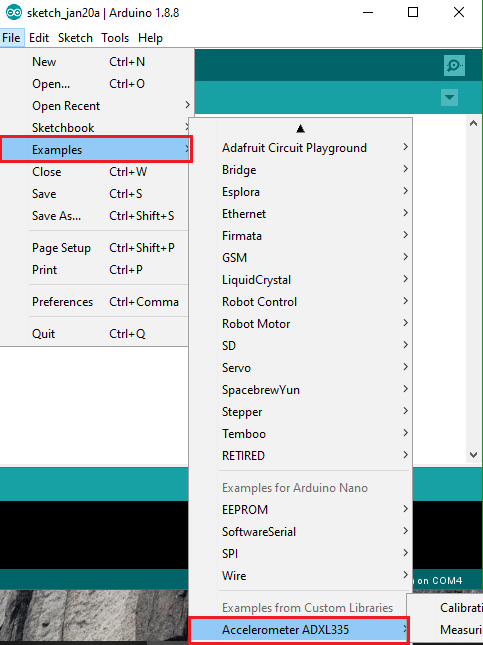 sketch_jan20a | Arduino 1.8.8
File Edit Sketch Tools Help
New Ctrl+N
Open... Ctrl+O
Open Recent
Sketchbook
Examples
Close Ctrl+W
Save Ctrl+S
Save As... Ctrl+Shift+S
Page Setup Ctrl+Shift+P
Print Ctrl+P
Preferences Ctrl+Comma
Quit Ctrl+Q
Adafruit Circuit Playground
Bridge
Esplora
Ethernet
Firmata
GSM
LiquidCrystal
Robot Control
Robot Motor
SD
Servo
SpacebrewYun
Stepper
Temboo
RETIRED
Examples for Arduino Nano
EEPROM
SoftwareSerial
SPI
Wire
on COM4
Examples from Custom Libraries
Accelerometer ADXL335
Calibrati
Measuri